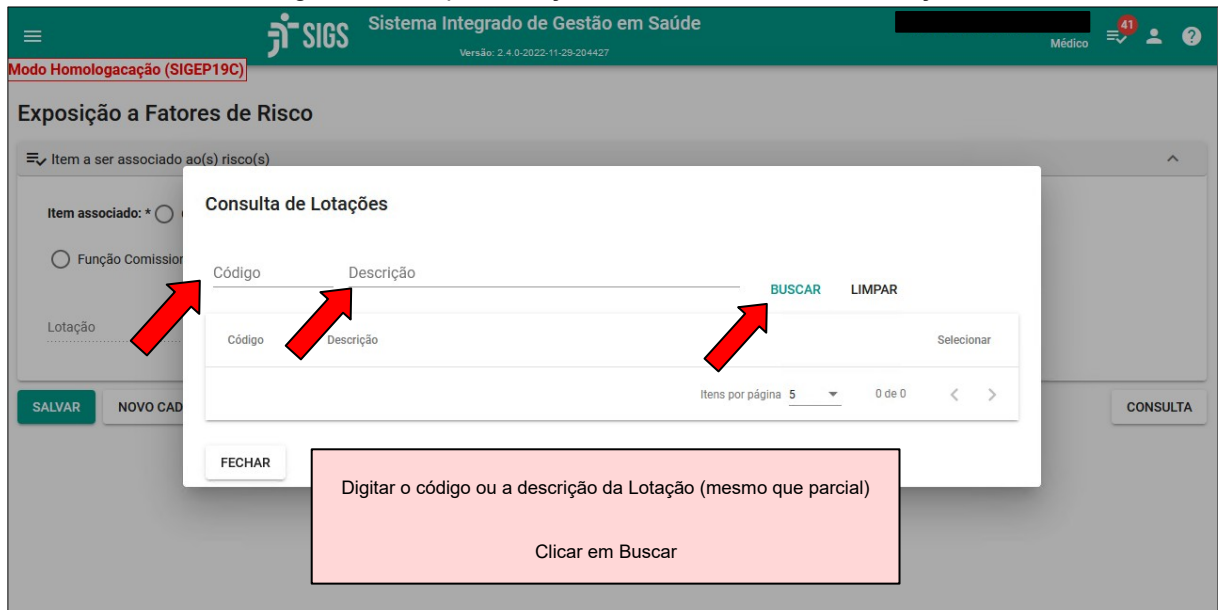 SIGS
Sistema Integrado de Gestão em Saúde
Versão: 2.4.0-2022-11-29-204427
Médico
41
Modo Homologacação (SIGEP19C)
Exposição a Fatores de Risco
Item a ser associado ao(s) risco(s)
Item associado: *
Função
Lotação
SALVAR
NOVO
CONSULTA
Consulta de Lotações
Código Descrição
BUSCAR LIMPAR
Código Descrição Selecionar
Itens por página 5 0 de 0
FECHAR
Digitar o código ou a descrição da Lotação (mesmo que parcial)
Clicar em Buscar